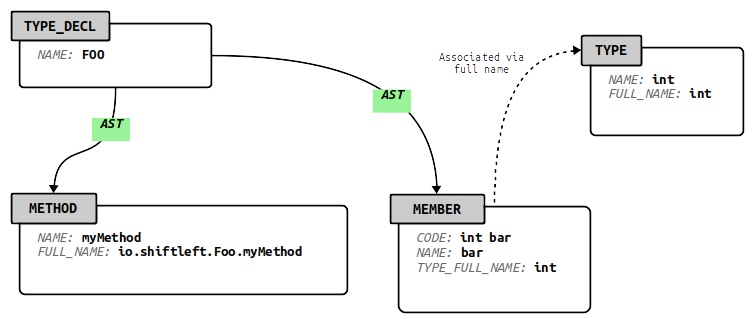 TYPE_DECL
NAME: FOO
Associated via
full name
TYPE
NAME: int
FULL_NAME: int
AST
AST
METHOD
NAME: myMethod
FULL_NAME: io.shiftleft.Foo.myMethod
MEMBER
CODE: int bar
NAME: bar
TYPE_FULL_NAME: int